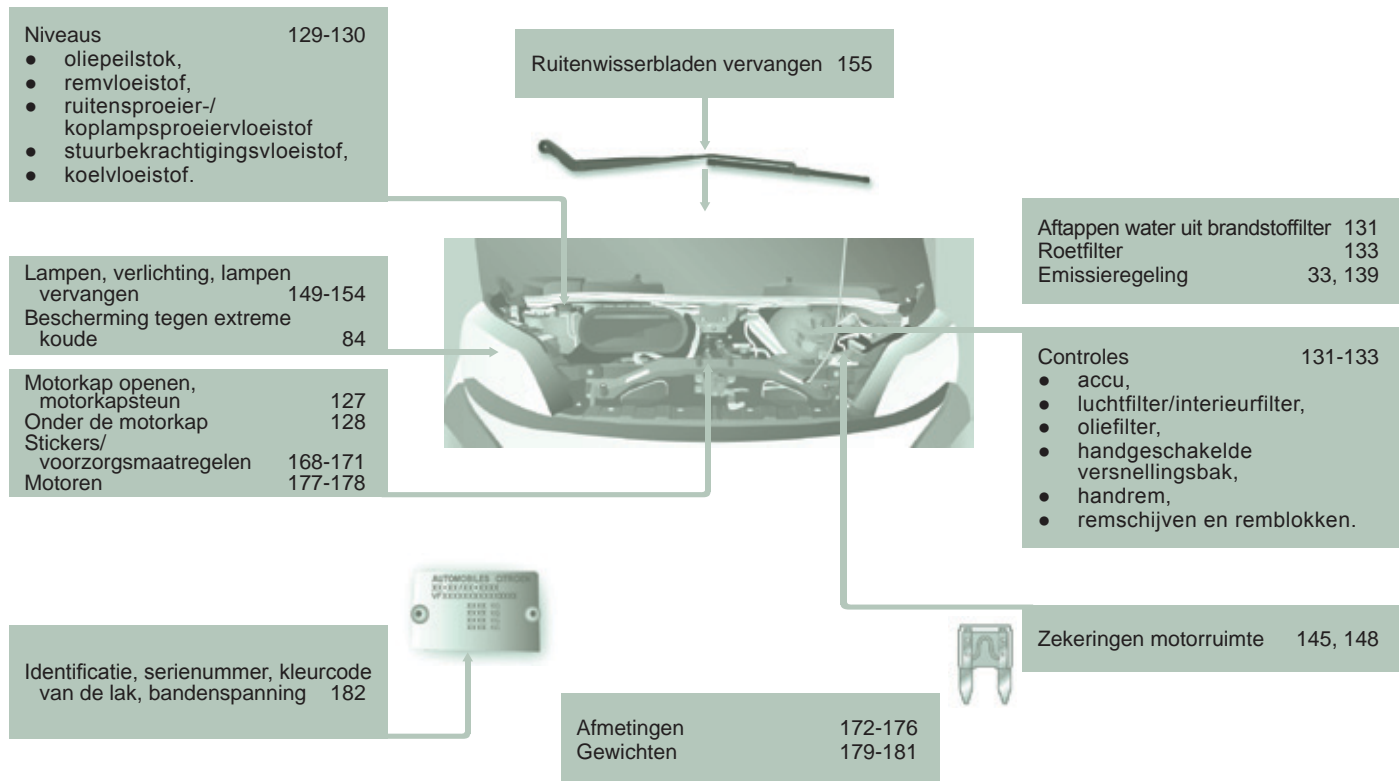 Niveaus 129-130
● oliepeilstok,
● remvloeistof,
● ruitensproeier-/
koplampsproeiervloeistof
● stuurbekrachtigingsvloeistof,
● koelvloeistof.
Ruitenwisserbladen vervangen 155
Lampen, verlichting, lampen
vervangen 149-154
Bescherming tegen extreme
koude 84
Motorkap openen,
motorkapsteun 127
Onder de motorkap 128
Stickers/
voorzorgsmaatregelen 168-171
Motoren 177-178
Aftappen water uit brandstoffilter 131
Roetfilter 133
Emissieregeling 33, 139
Controles 131-133
● accu,
● luchtfilter/interieurfilter,
● oliefilter,
● handgeschakelde
versnellingsbak,
● handrem,
● remschijven en remblokken.
AUTOMOBILES CITROEN
Identificatie, serienummer, kleurcode
van de lak, bandenspanning 182
Zekeringen motorruimte 145, 148
Afmetingen 172-176
Gewichten 179-181